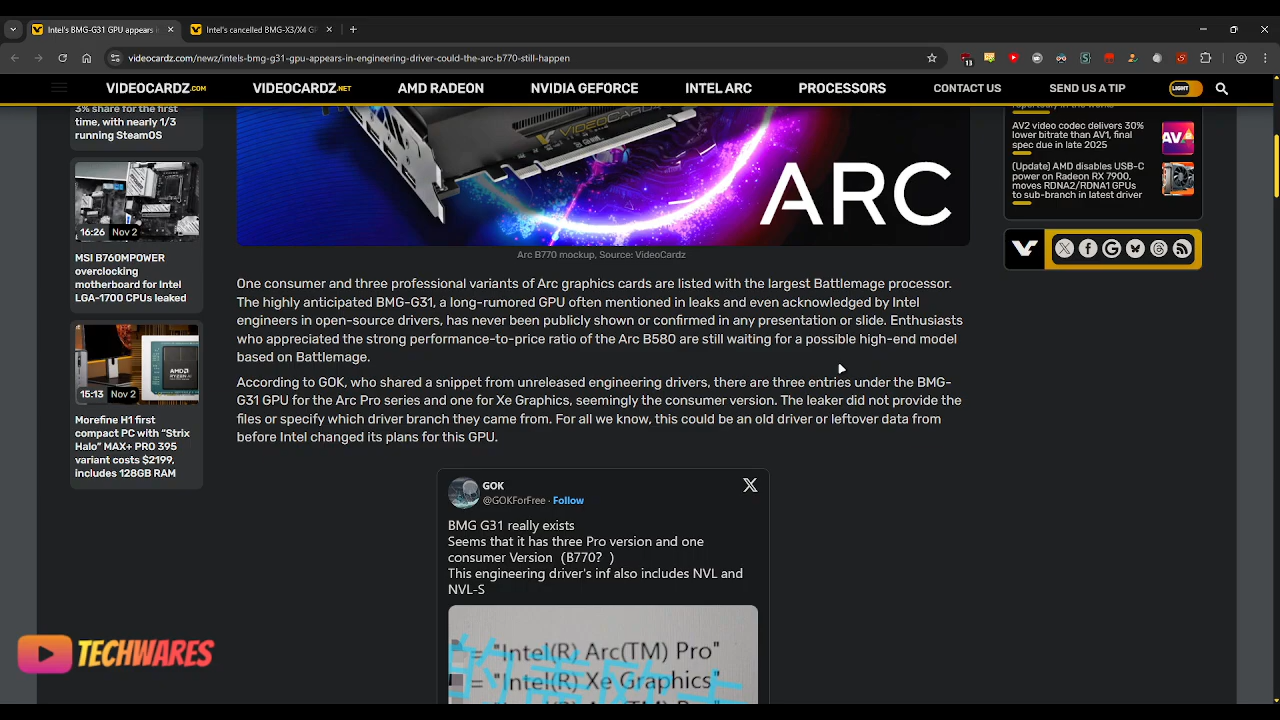 Intel's BMG-G31 GPU appears i
Intel's cancelled BMG-X3/X4 GP
videocardz.com/newz/intels-bmg-g31-gpu-appears-in-engineering-driver-could-the-arc-b770-still-happen
13
VIDEOCARDZ.COM
VIDEOCARDZ.NET
AMD RADEON
NVIDIA GEFORCE
INTEL ARC
PROCESSORS
CONTACT US
SEND US A TIP
LIGHT
3% share for the first
time, with nearly 1/3
running SteamOS
16:26 Nov 2
MSI B760MPOWER
overclocking
motherboard for Intel
LGA-1700 CPUs leaked
AMD
RYZEN AI
15:13 Nov 2
Morefine H1 first
compact PC with “Strix
Halo” MAX+ PRO 395
variant costs $2199,
includes 128GB RAM
VIDEOCARDZ
ARC
Arc B770 mockup, Source: VideoCardz
One consumer and three professional variants of Arc graphics cards are listed with the largest Battlemage processor.
The highly anticipated BMG-G31, a long-rumored GPU often mentioned in leaks and even acknowledged by Intel
engineers in open-source drivers, has never been publicly shown or confirmed in any presentation or slide. Enthusiasts
who appreciated the strong performance-to-price ratio of the Arc B580 are still waiting for a possible high-end model
based on Battlemage.
According to GOK, who shared a snippet from unreleased engineering drivers, there are three entries under the BMG-
G31 GPU for the Arc Pro series and one for Xe Graphics, seemingly the consumer version. The leaker did not provide the
files or specify which driver branch they came from. For all we know, this could be an old driver or leftover data from
before Intel changed its plans for this GPU.
GOK
@GOKForFree · Follow
BMG G31 really exists
Seems that it has three Pro version and one
consumer Version（B770? ）
This engineering driver's inf also includes NVL and
NVL-S
= "Intel(R) Arc(TM) Pro"
= "Intel(R) Xe Graphics"
reportedly in the works
AV2 video codec delivers 30%
lower bitrate than AV1, final
spec due in late 2025
AV
(Update) AMD disables USB-C
power on Radeon RX 7900,
moves RDNA2/RDNA1 GPUs
to sub-branch in latest driver
TECHWARES